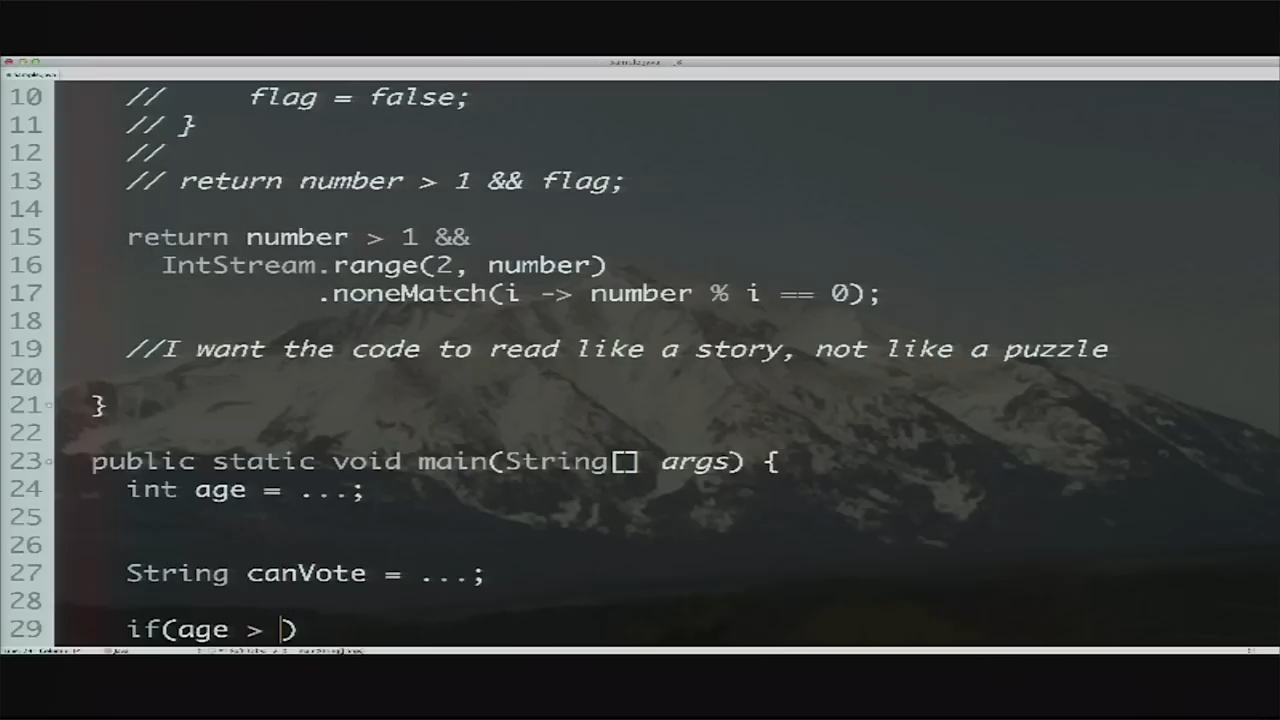 10 //     flag = false;
11 // }
12 //
13 // return number > 1 && flag;
14
15 return number > 1 &&
16 IntStream.range(2, number)
17 .noneMatch(i -> number % i == 0);
18
19 //I want the code to read like a story, not like a puzzle
20
21 }
22
23 public static void main(String[] args) {
24 int age = ...;
25
26
27 String canVote = ...;
28
29 if(age > )